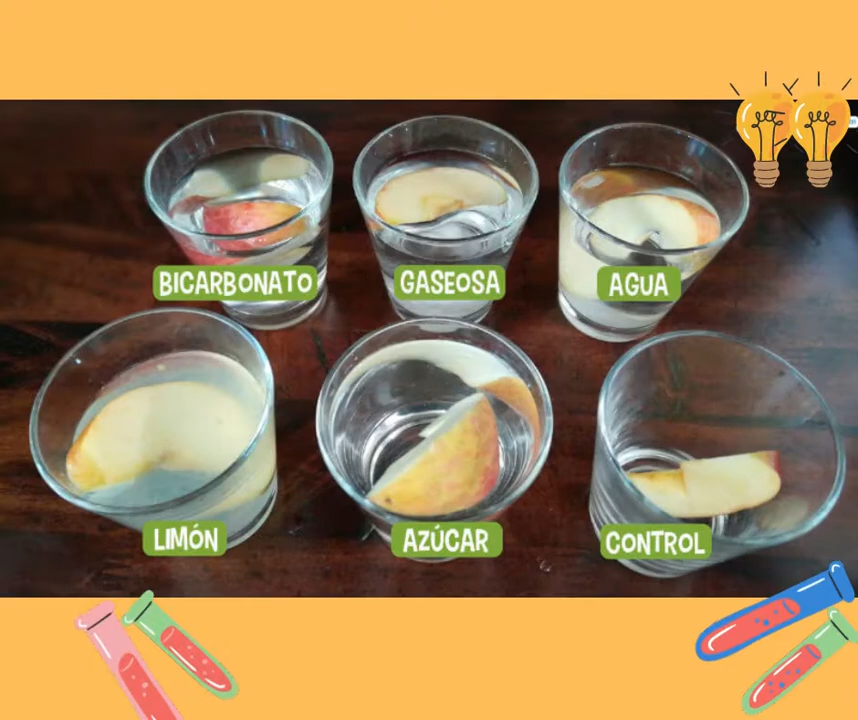 BICARBONATO
GASEOSA
AGUA
LIMÓN
AZÚCAR
CONTROL